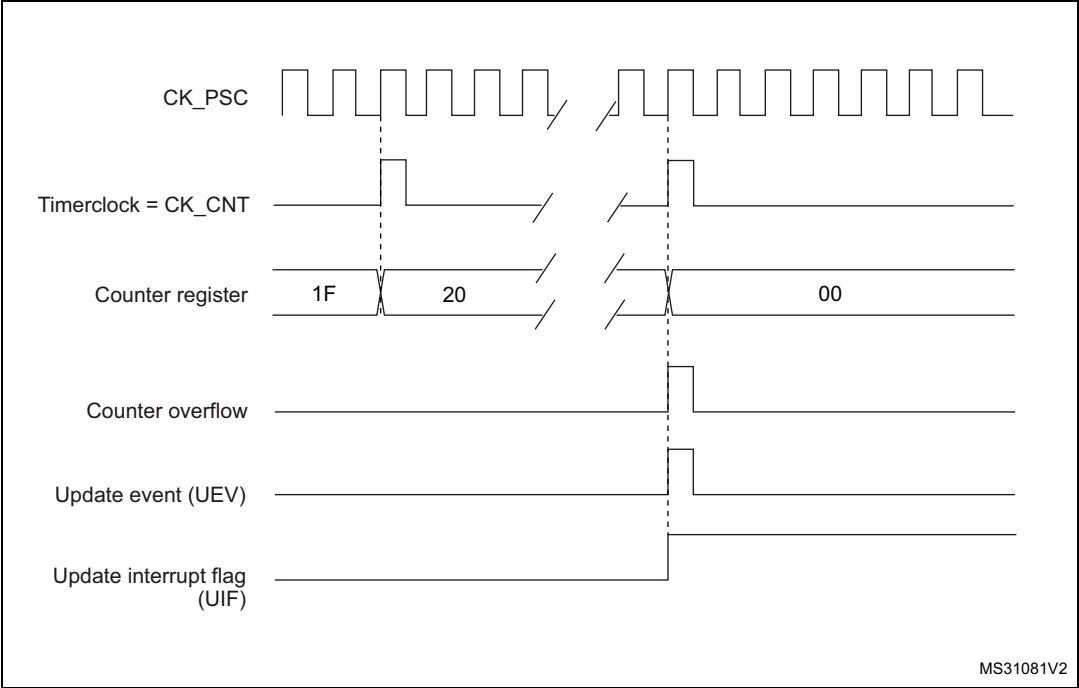 CK_PSC
Timerclock = CK_CNT
Counter register
1F
20
00
Counter overflow
Update event (UEV)
Update interrupt flag
(UIF)
MS31081V2